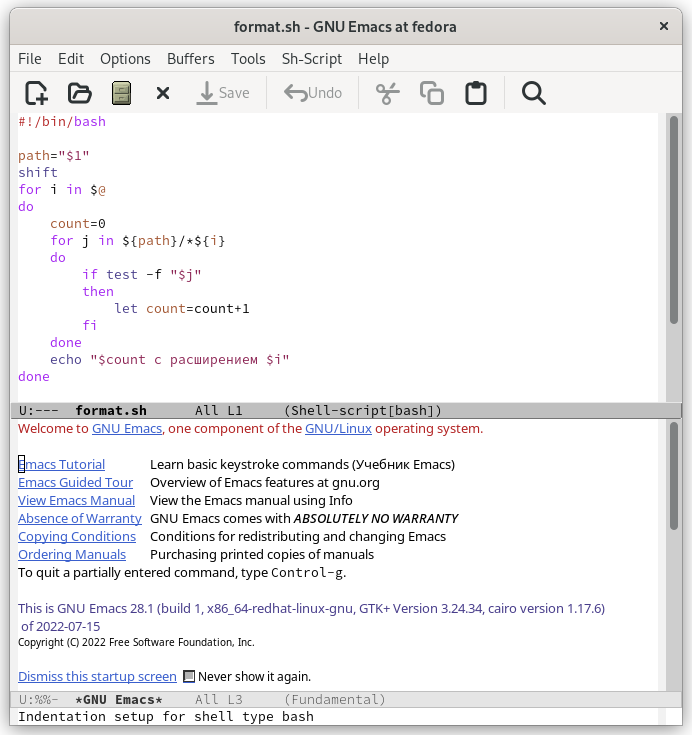 format.sh - GNU Emacs at fedora
File Edit Options Buffers Tools Sh-Script Help
Save Undo
#!/bin/bash
path="$1"
shift
for i in $@
do
    count=0
    for j in ${path}/*${i}
    do
        if test -f "$j"
        then
            let count=count+1
        fi
    done
    echo "$count с расширением $i"
done
U:--- format.sh All L1 (Shell-script[bash])
Welcome to GNU Emacs, one component of the GNU/Linux operating system.
Emacs Tutorial Learn basic keystroke commands (Учебник Emacs)
Emacs Guided Tour Overview of Emacs features at gnu.org
View Emacs Manual View the Emacs manual using Info
Absence of Warranty GNU Emacs comes with ABSOLUTELY NO WARRANTY
Copying Conditions Conditions for redistributing and changing Emacs
Ordering Manuals Purchasing printed copies of manuals
To quit a partially entered command, type Control-g.
This is GNU Emacs 28.1 (build 1, x86_64-redhat-linux-gnu, GTK+ Version 3.24.34, cairo version 1.17.6)
of 2022-07-15
Copyright (C) 2022 Free Software Foundation, Inc.
Dismiss this startup screen Never show it again.
U:%%- *GNU Emacs* All L3 (Fundamental)
Indentation setup for shell type bash